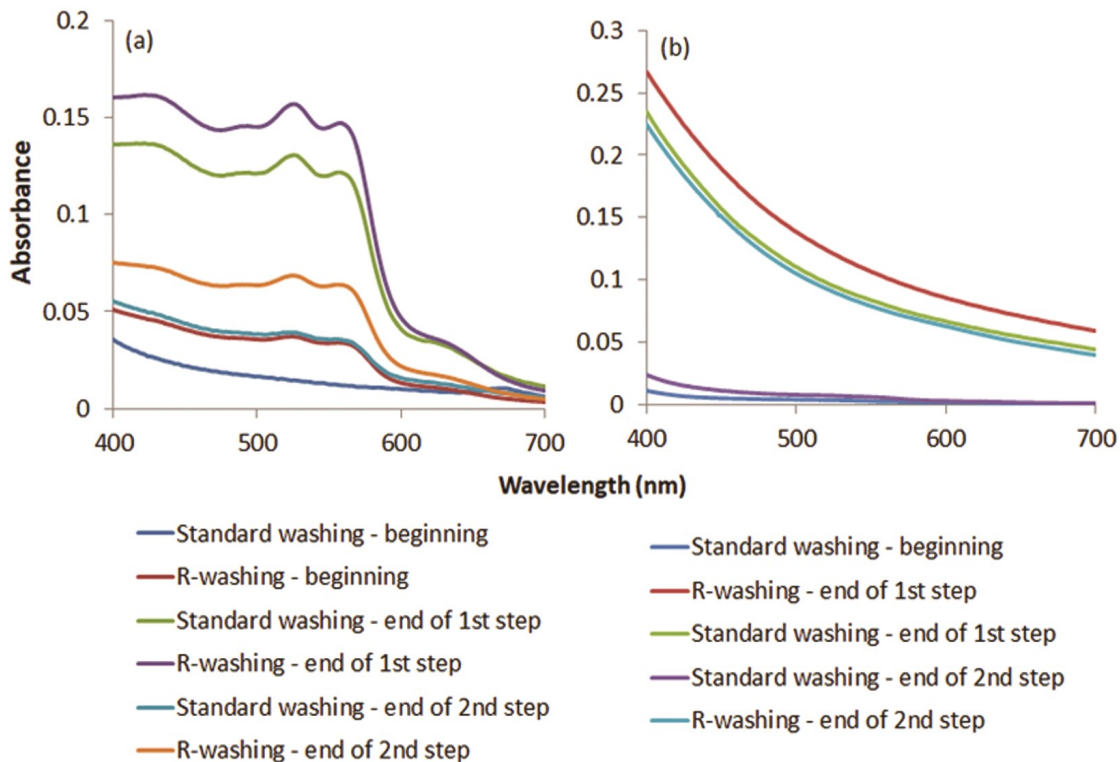 (a)
0.2
0.15
0.1
0.05
0
400 500 600 700
Absorbance
(b)
0.3
0.25
0.2
0.15
0.1
0.05
0
400 500 600 700
Wavelength (nm)
Standard washing - beginning
R-washing - beginning
Standard washing - end of 1st step
R-washing - end of 1st step
Standard washing - end of 2nd step
R-washing - end of 2nd step
Standard washing - beginning
R-washing - end of 1st step
Standard washing - end of 1st step
Standard washing - end of 2nd step
R-washing - end of 2nd step